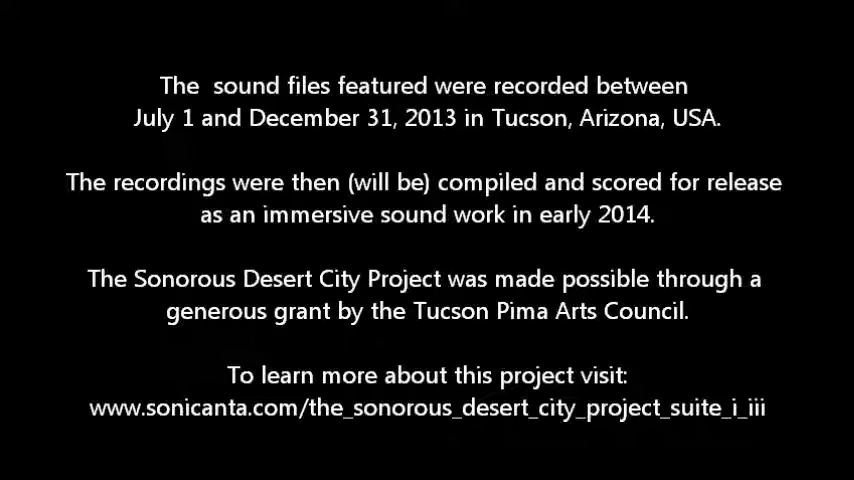 The  sound files featured were recorded between
July 1 and December 31, 2013 in Tucson, Arizona, USA.
The recordings were then (will be) compiled and scored for release
as an immersive sound work in early 2014.
The Sonorous Desert City Project was made possible through a
generous grant by the Tucson Pima Arts Council.
To learn more about this project visit:
www.sonicanta.com/the_sonorous_desert_city_project_suite_i_iii